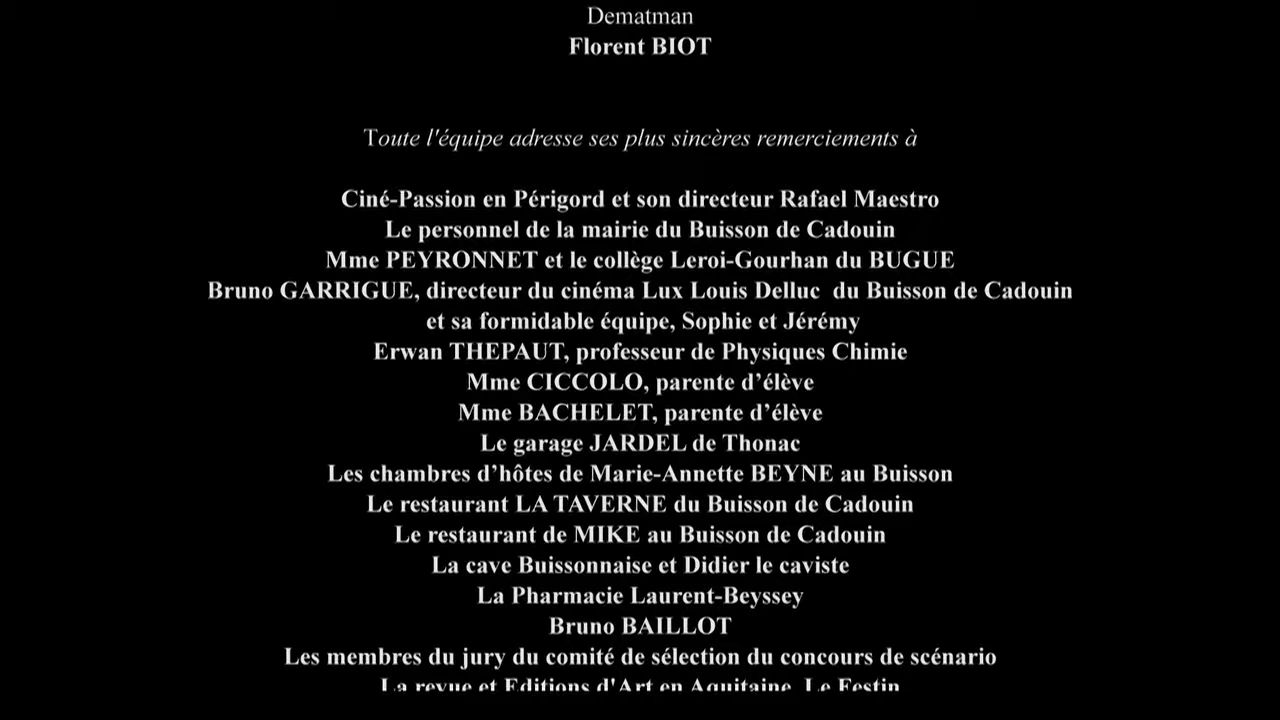 Dematman
Florent BIOT
Toute l'équipe adresse ses plus sincères remerciements à
Ciné-Passion en Périgord et son directeur Rafael Maestro
Le personnel de la mairie du Buisson de Cadouin
Mme PEYRONNET et le collège Leroi-Gourhan du BUGUE
Bruno GARRIGUE, directeur du cinéma Lux Louis Delluc du Buisson de Cadouin
et sa formidable équipe, Sophie et Jérémy
Erwan THEPAUT, professeur de Physiques Chimie
Mme CICCOLO, parente d’élève
Mme BACHELET, parente d’élève
Le garage JARDEL de Thonac
Les chambres d’hôtes de Marie-Annette BEYNE au Buisson
Le restaurant LA TAVERNE du Buisson de Cadouin
Le restaurant de MIKE au Buisson de Cadouin
La cave Buissonnaise et Didier le caviste
La Pharmacie Laurent-Beyssey
Bruno BAILLOT
Les membres du jury du comité de sélection du concours de scénario
La revue et Editions d'Art en Aquitaine, Le Festin